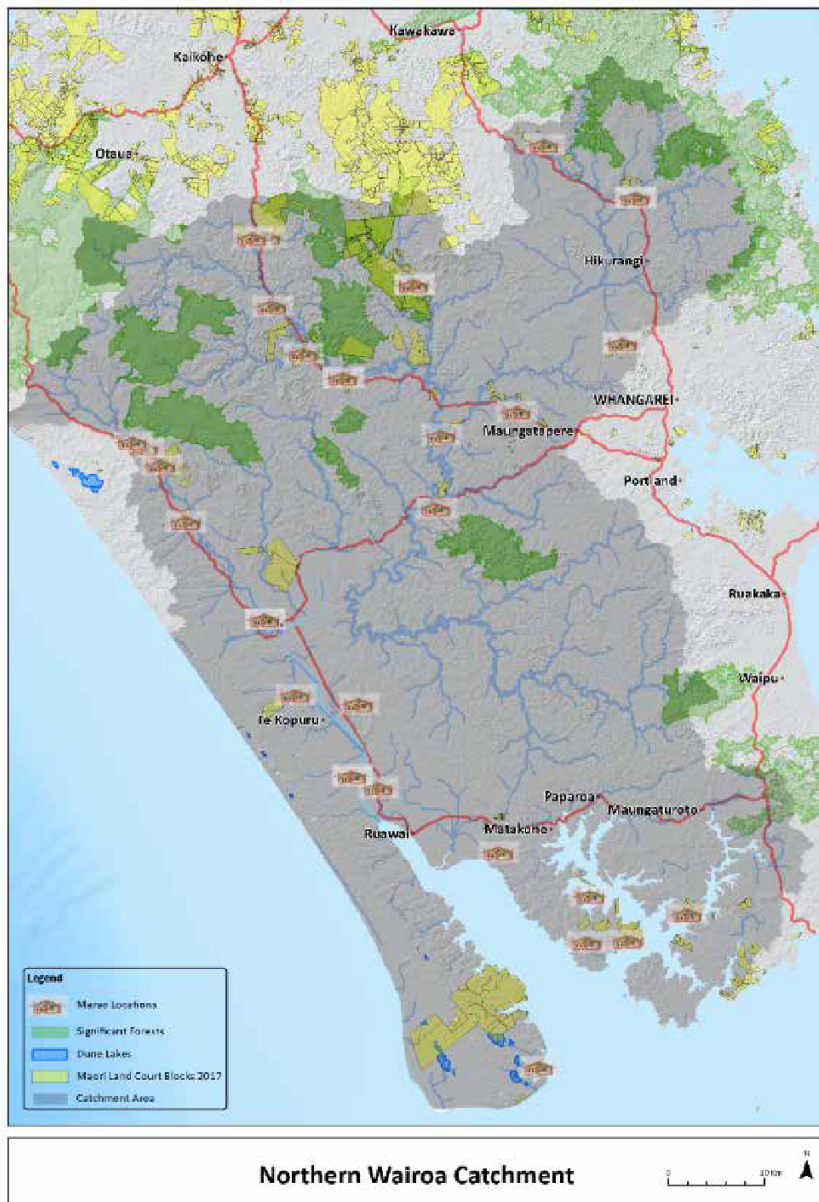 Kawakawa
Kaikohe
Otaua
Hikurangi
WHANGAREI
Maungatapere
Portland
Ruakaka
Waipu
Te Kopuru
Paparoa
Maungaturoto
Ruawai
Matakohe
Legend
Marae Locations
Significant Forests
Dune Lakes
Maori Land Court Blocks 2017
Catchment Area
Northern Wairoa Catchment
0
10 Km
N